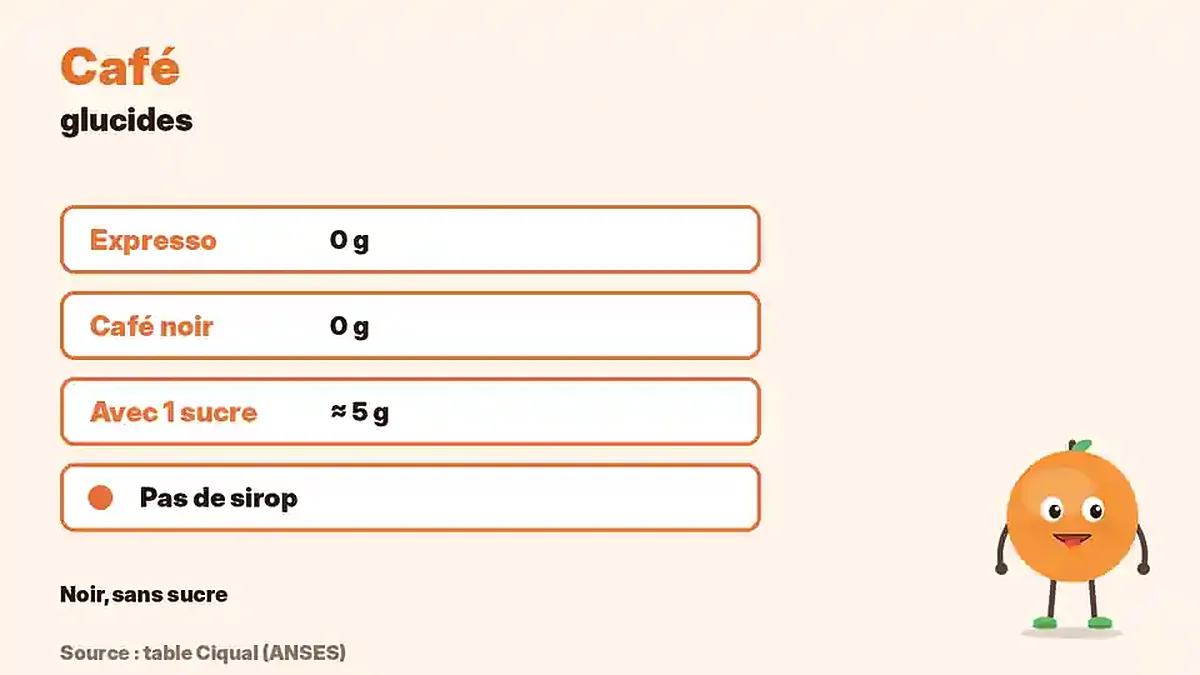 Café
glucides
Expresso 0 g
Café noir 0 g
Avec 1 sucre ≈ 5 g
Pas de sirop
Noir, sans sucre
Source : table Ciqual (ANSES)